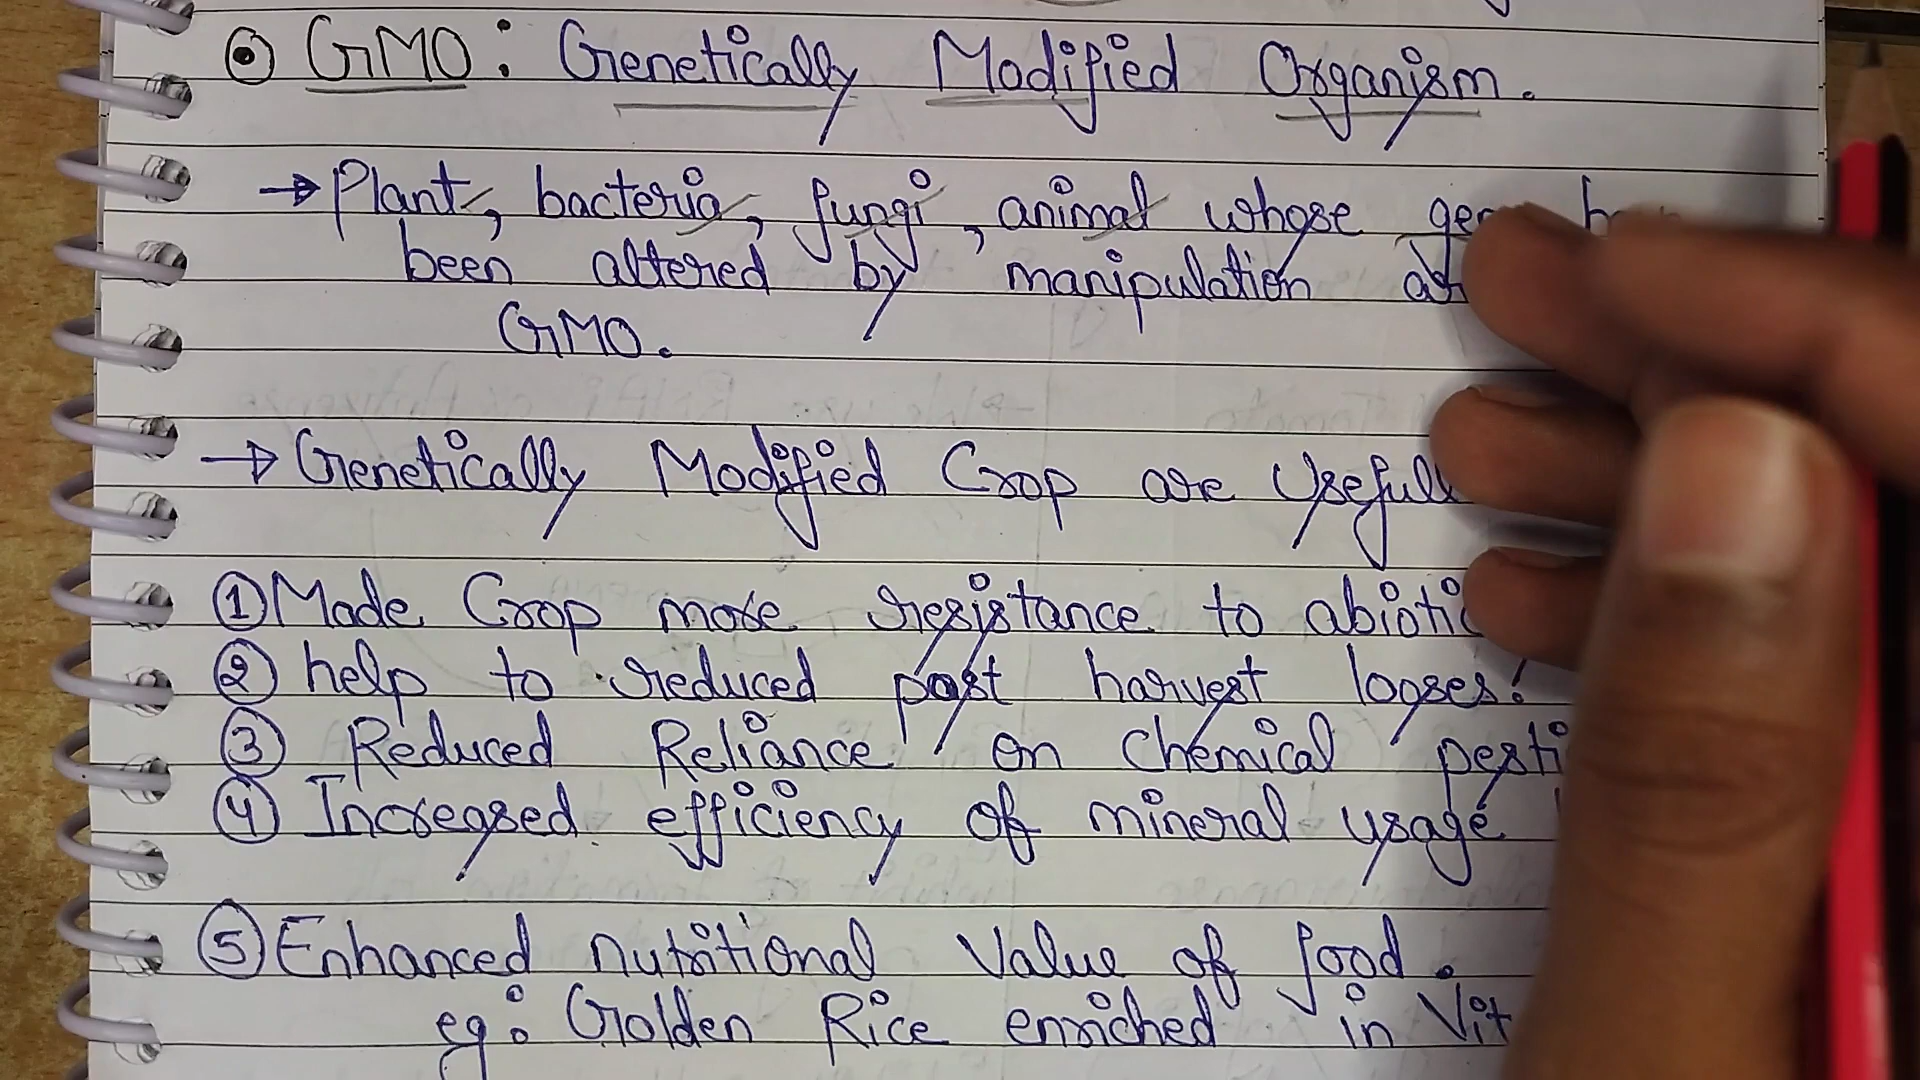 GMO: Genetically Modified Organism.
→ Plant, bacteria, fungi, animal whose
been altered by manipulation
GMO.
→ Genetically Modified Crop are Usefull
① Made Crop more resistance to abiotic
② help to reduced post harvest losses.
③ Reduced Reliance on Chemical
④ Increased efficiency of mineral usage
⑤ Enhanced nutritional Value of food.
eg: Golden Rice enriched in Vit